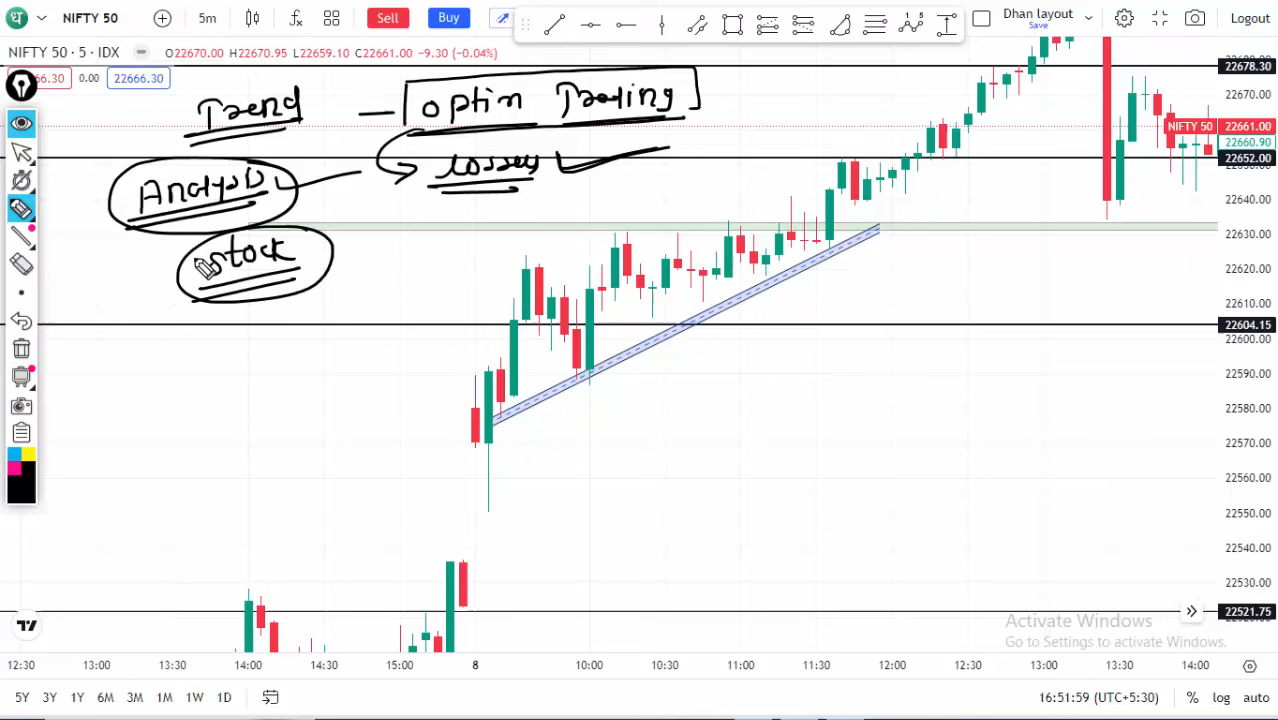 धा NIFTY 50 5m Sell Buy Dhan layout Save Logout
NIFTY 50 · 5 · IDX O22670.00 H22670.95 L22659.10 C22661.00 -9.30 (-0.04%)
66.30 0.00 22666.30
Trend — Optin Trading
losses
Analysis
stock
22678.30
22670.00
NIFTY 50 22661.00
22660.90
22652.00
22640.00
22630.00
22620.00
22610.00
22604.15
22600.00
22590.00
22580.00
22570.00
22560.00
22550.00
22540.00
22530.00
22521.75
Activate Windows
Go to Settings to activate Windows.
12:30 13:00 13:30 14:00 14:30 15:00 8 10:00 10:30 11:00 11:30 12:00 12:30 13:00 13:30 14:00
5Y 3Y 1Y 6M 3M 1M 1W 1D 16:51:59 (UTC+5:30) % log auto